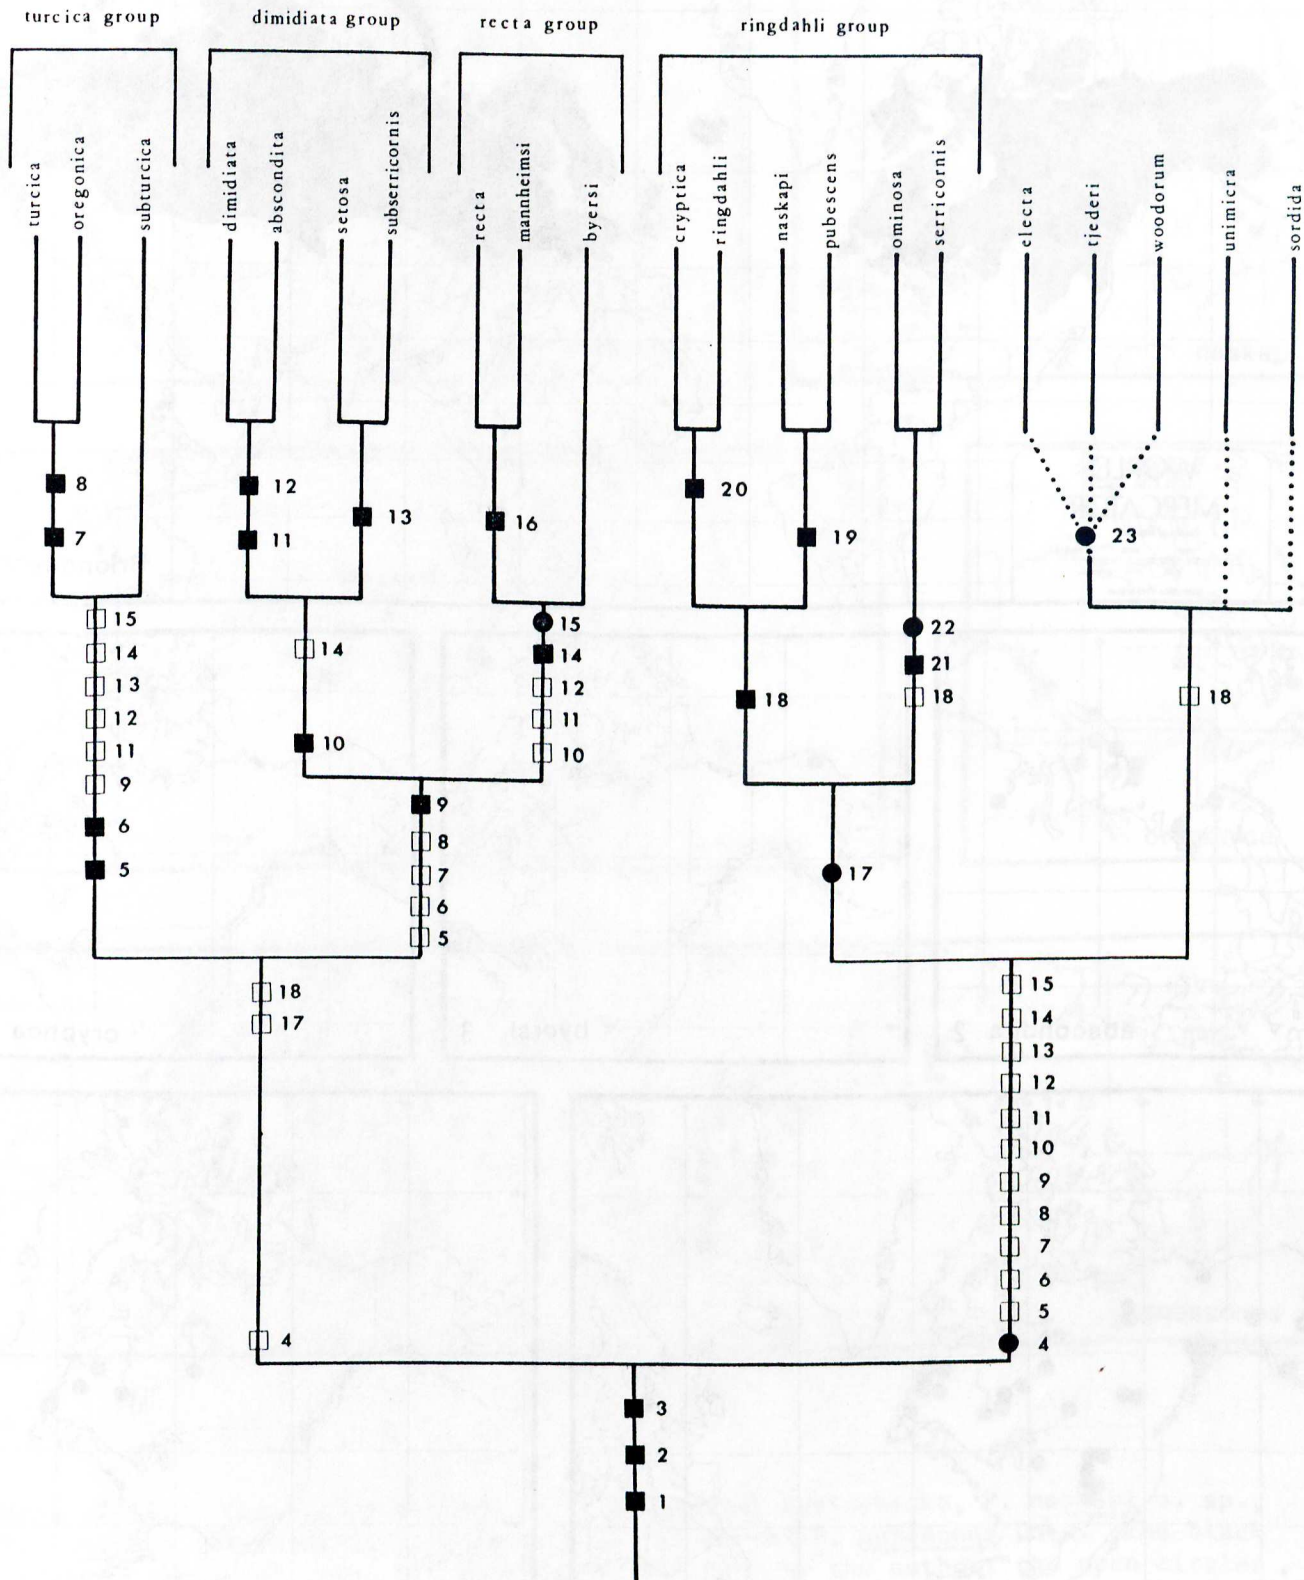 turcica group
dimidiata group
recta group
ringdahli group
turcica
oregonica
subturcica
dimidiata
abscondita
setosa
subserricornis
recta
mannheimsi
byersi
cryptica
ringdahli
naskapi
pubescens
ominosa
serricornis
electa
tjederi
woodorum
unimicra
sordida
8
7
12
11
13
16
20
19
23
15
14
13
12
11
9
6
5
14
10
15
14
12
11
10
18
22
21
18
18
9
8
7
6
5
17
18
17
15
14
13
12
11
10
9
8
7
6
5
4
4
3
2
1